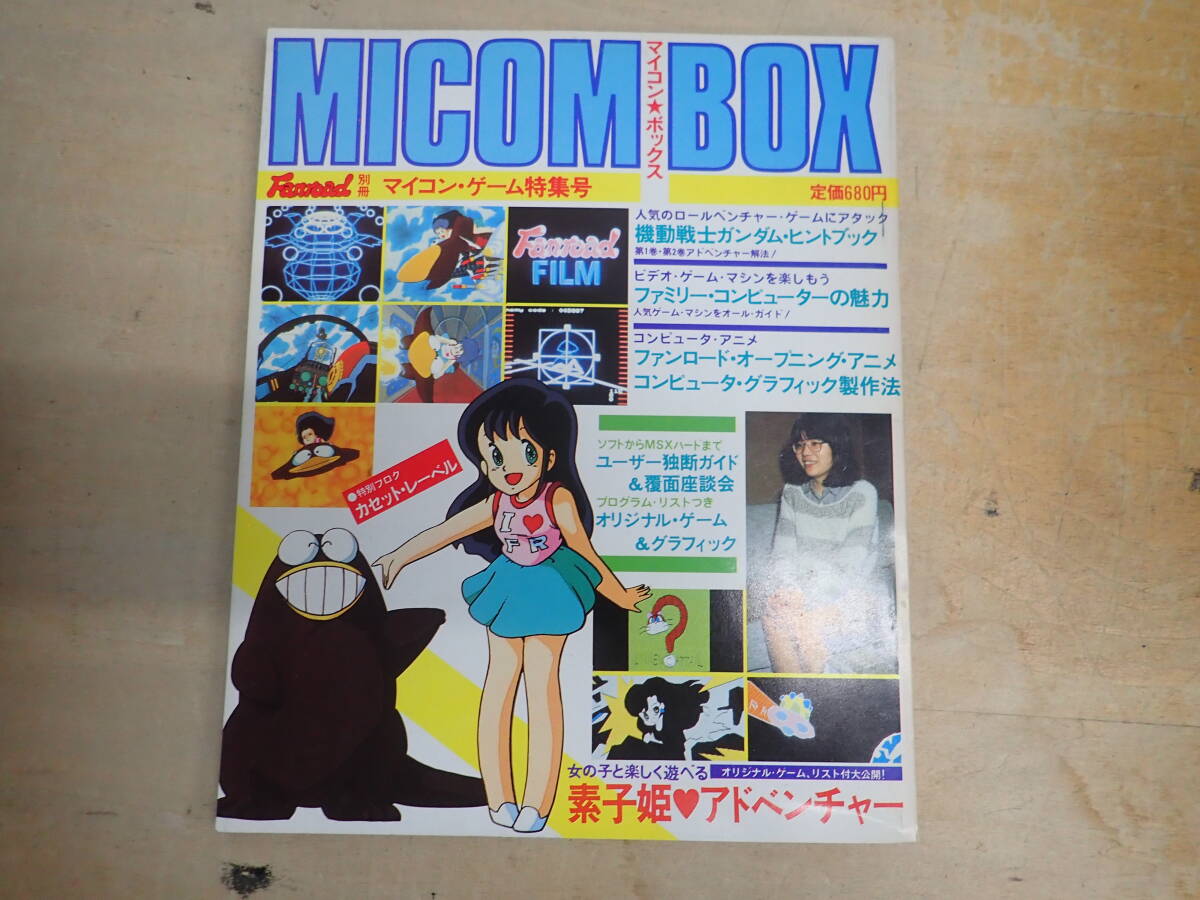 MICOM BOX
マイコン★ボックス
Fanroad 別冊 マイコン・ゲーム特集号
定価680円
人気のロールベンチャー・ゲームにアタック
機動戦士ガンダム・ヒントブック
第1巻・第2巻アドベンチャー解法!
ビデオ・ゲーム・マシンを楽しもう
ファミリー・コンピューターの魅力
人気ゲーム・マシンをオール・ガイド!
コンピュータ・アニメ
ファンロード・オープニング・アニメ
コンピュータ・グラフィック製作法
Fanroad
FILM
●特別フロク
カセット・レーベル
ソフトからMSXハードまで
ユーザー独断ガイド
&覆面座談会
プログラム・リストつき
オリジナル・ゲーム
&グラフィック
I ♥
FR
女の子と楽しく遊べる
オリジナル・ゲーム、リスト付大公開!
素子姫♥アドベンチャー